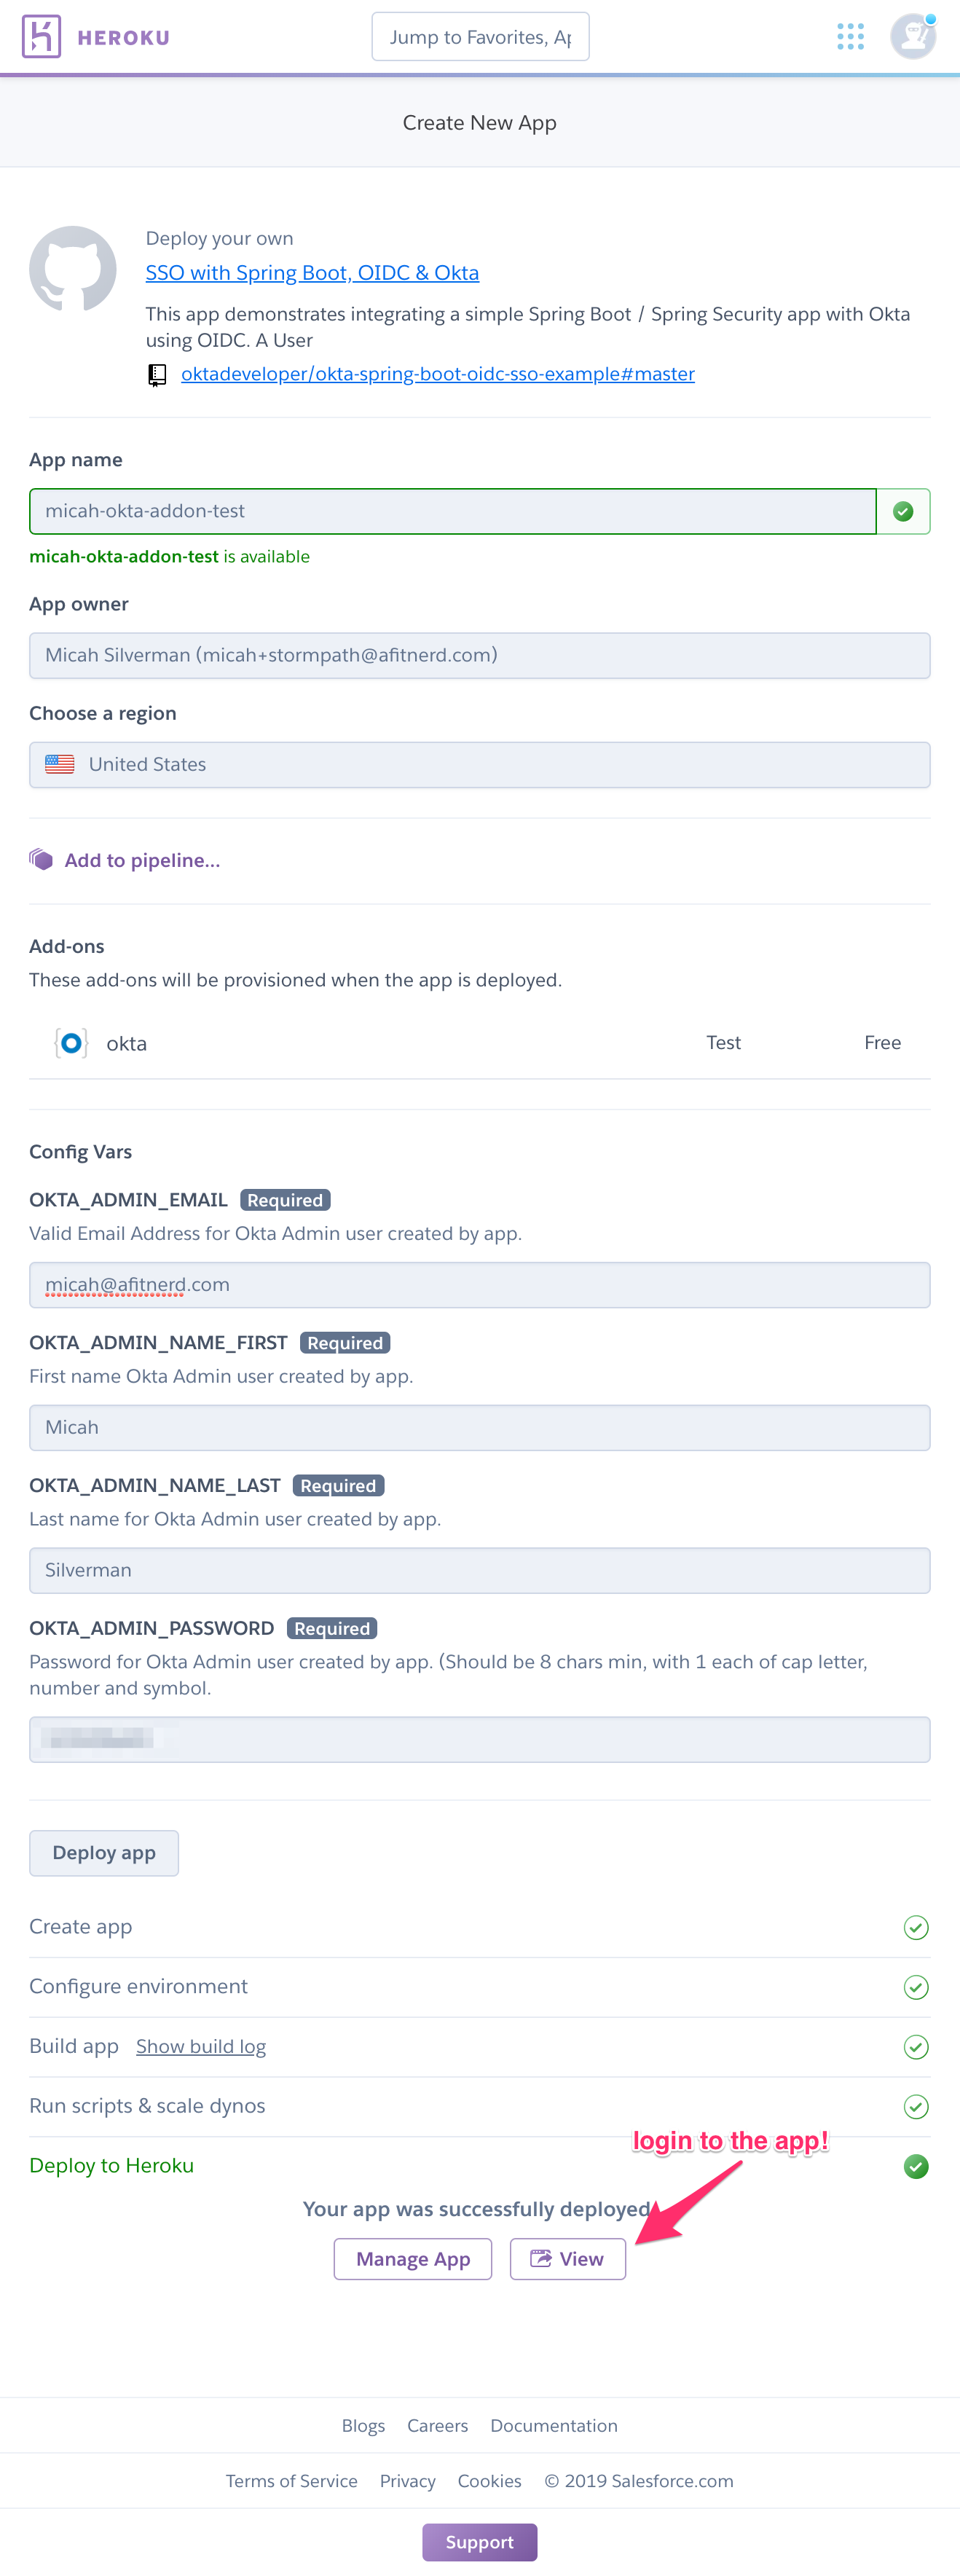 HEROKU
Jump to Favorites, Ap
Create New App
Deploy your own
SSO with Spring Boot, OIDC & Okta
This app demonstrates integrating a simple Spring Boot / Spring Security app with Okta
using OIDC. A User
oktadeveloper/okta-spring-boot-oidc-sso-example#master
App name
micah-okta-addon-test
micah-okta-addon-test is available
App owner
Micah Silverman (micah+stormpath@afitnerd.com)
Choose a region
United States
Add to pipeline...
Add-ons
These add-ons will be provisioned when the app is deployed.
okta Test Free
Config Vars
OKTA_ADMIN_EMAIL Required
Valid Email Address for Okta Admin user created by app.
micah@afitnerd.com
OKTA_ADMIN_NAME_FIRST Required
First name Okta Admin user created by app.
Micah
OKTA_ADMIN_NAME_LAST Required
Last name for Okta Admin user created by app.
Silverman
OKTA_ADMIN_PASSWORD Required
Password for Okta Admin user created by app. (Should be 8 chars min, with 1 each of cap letter,
number and symbol.
Deploy app
Create app
Configure environment
Build app Show build log
Run scripts & scale dynos
login to the app!
Deploy to Heroku
Your app was successfully deployed
Manage App View
Blogs Careers Documentation
Terms of Service Privacy Cookies © 2019 Salesforce.com
Support